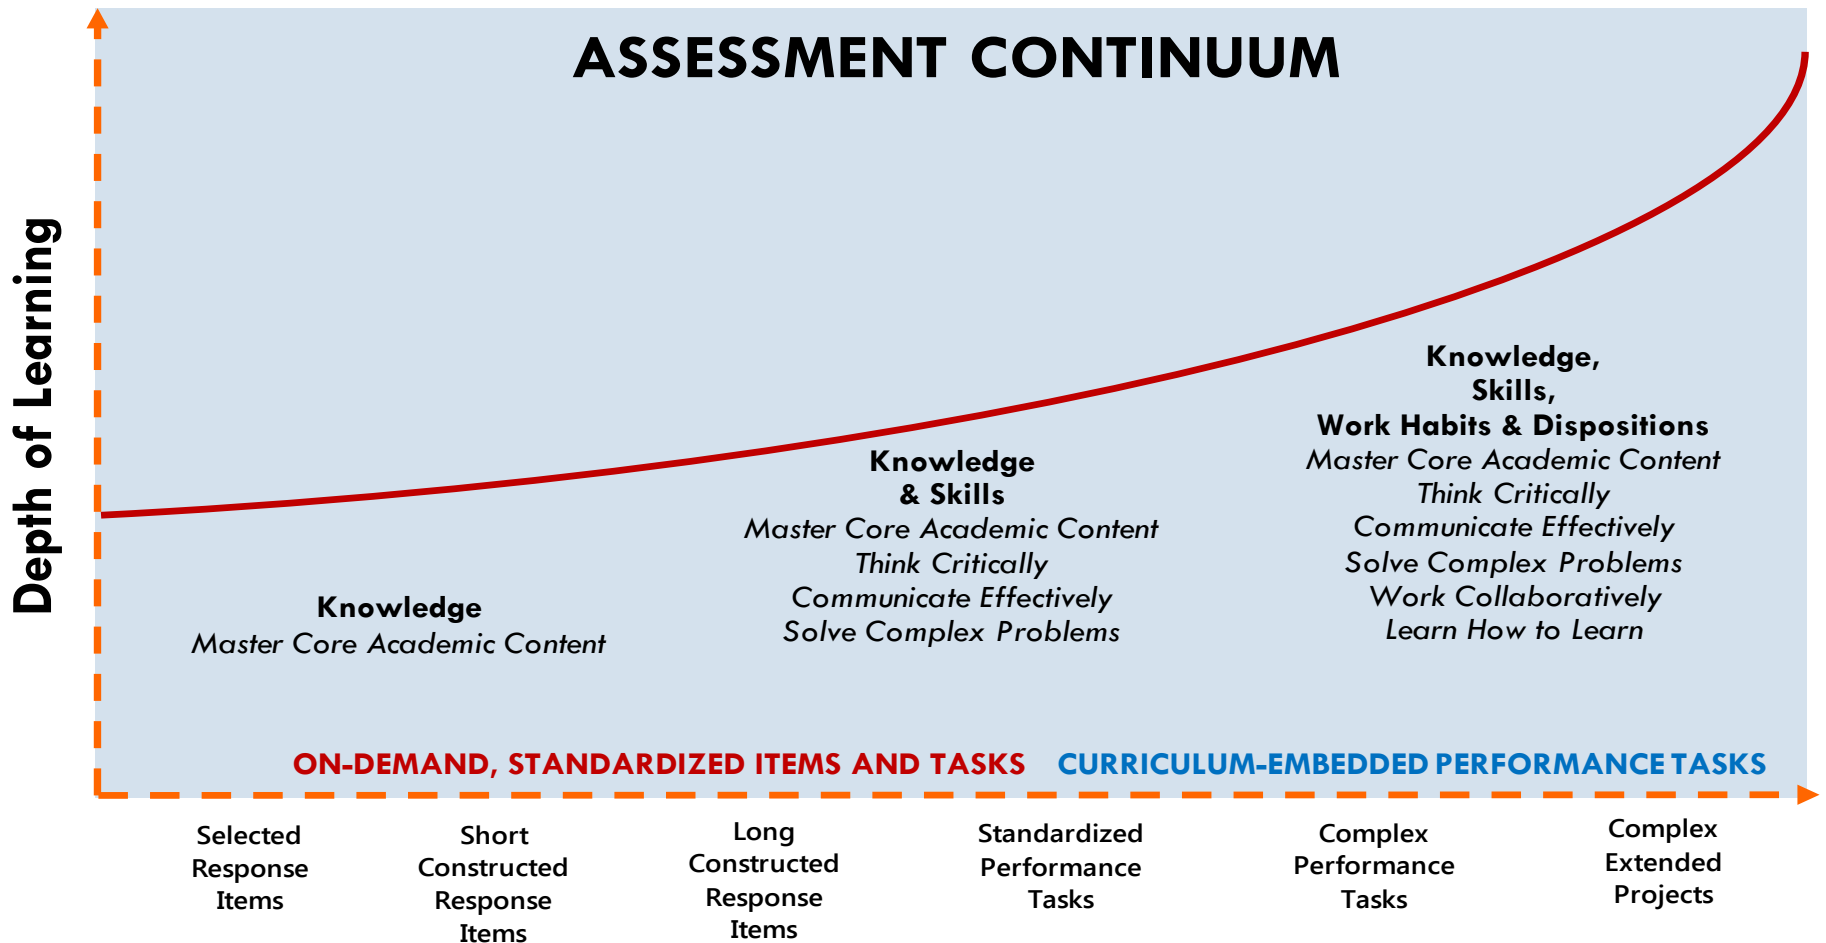 ASSESSMENT CONTINUUM
Depth of Learning
Knowledge
Master Core Academic Content
Knowledge
& Skills
Master Core Academic Content
Think Critically
Communicate Effectively
Solve Complex Problems
Knowledge,
Skills,
Work Habits & Dispositions
Master Core Academic Content
Think Critically
Communicate Effectively
Solve Complex Problems
Work Collaboratively
Learn How to Learn
ON-DEMAND, STANDARDIZED ITEMS AND TASKS
CURRICULUM-EMBEDDED PERFORMANCE TASKS
Selected
Response
Items
Short
Constructed
Response
Items
Long
Constructed
Response
Items
Standardized
Performance
Tasks
Complex
Performance
Tasks
Complex
Extended
Projects